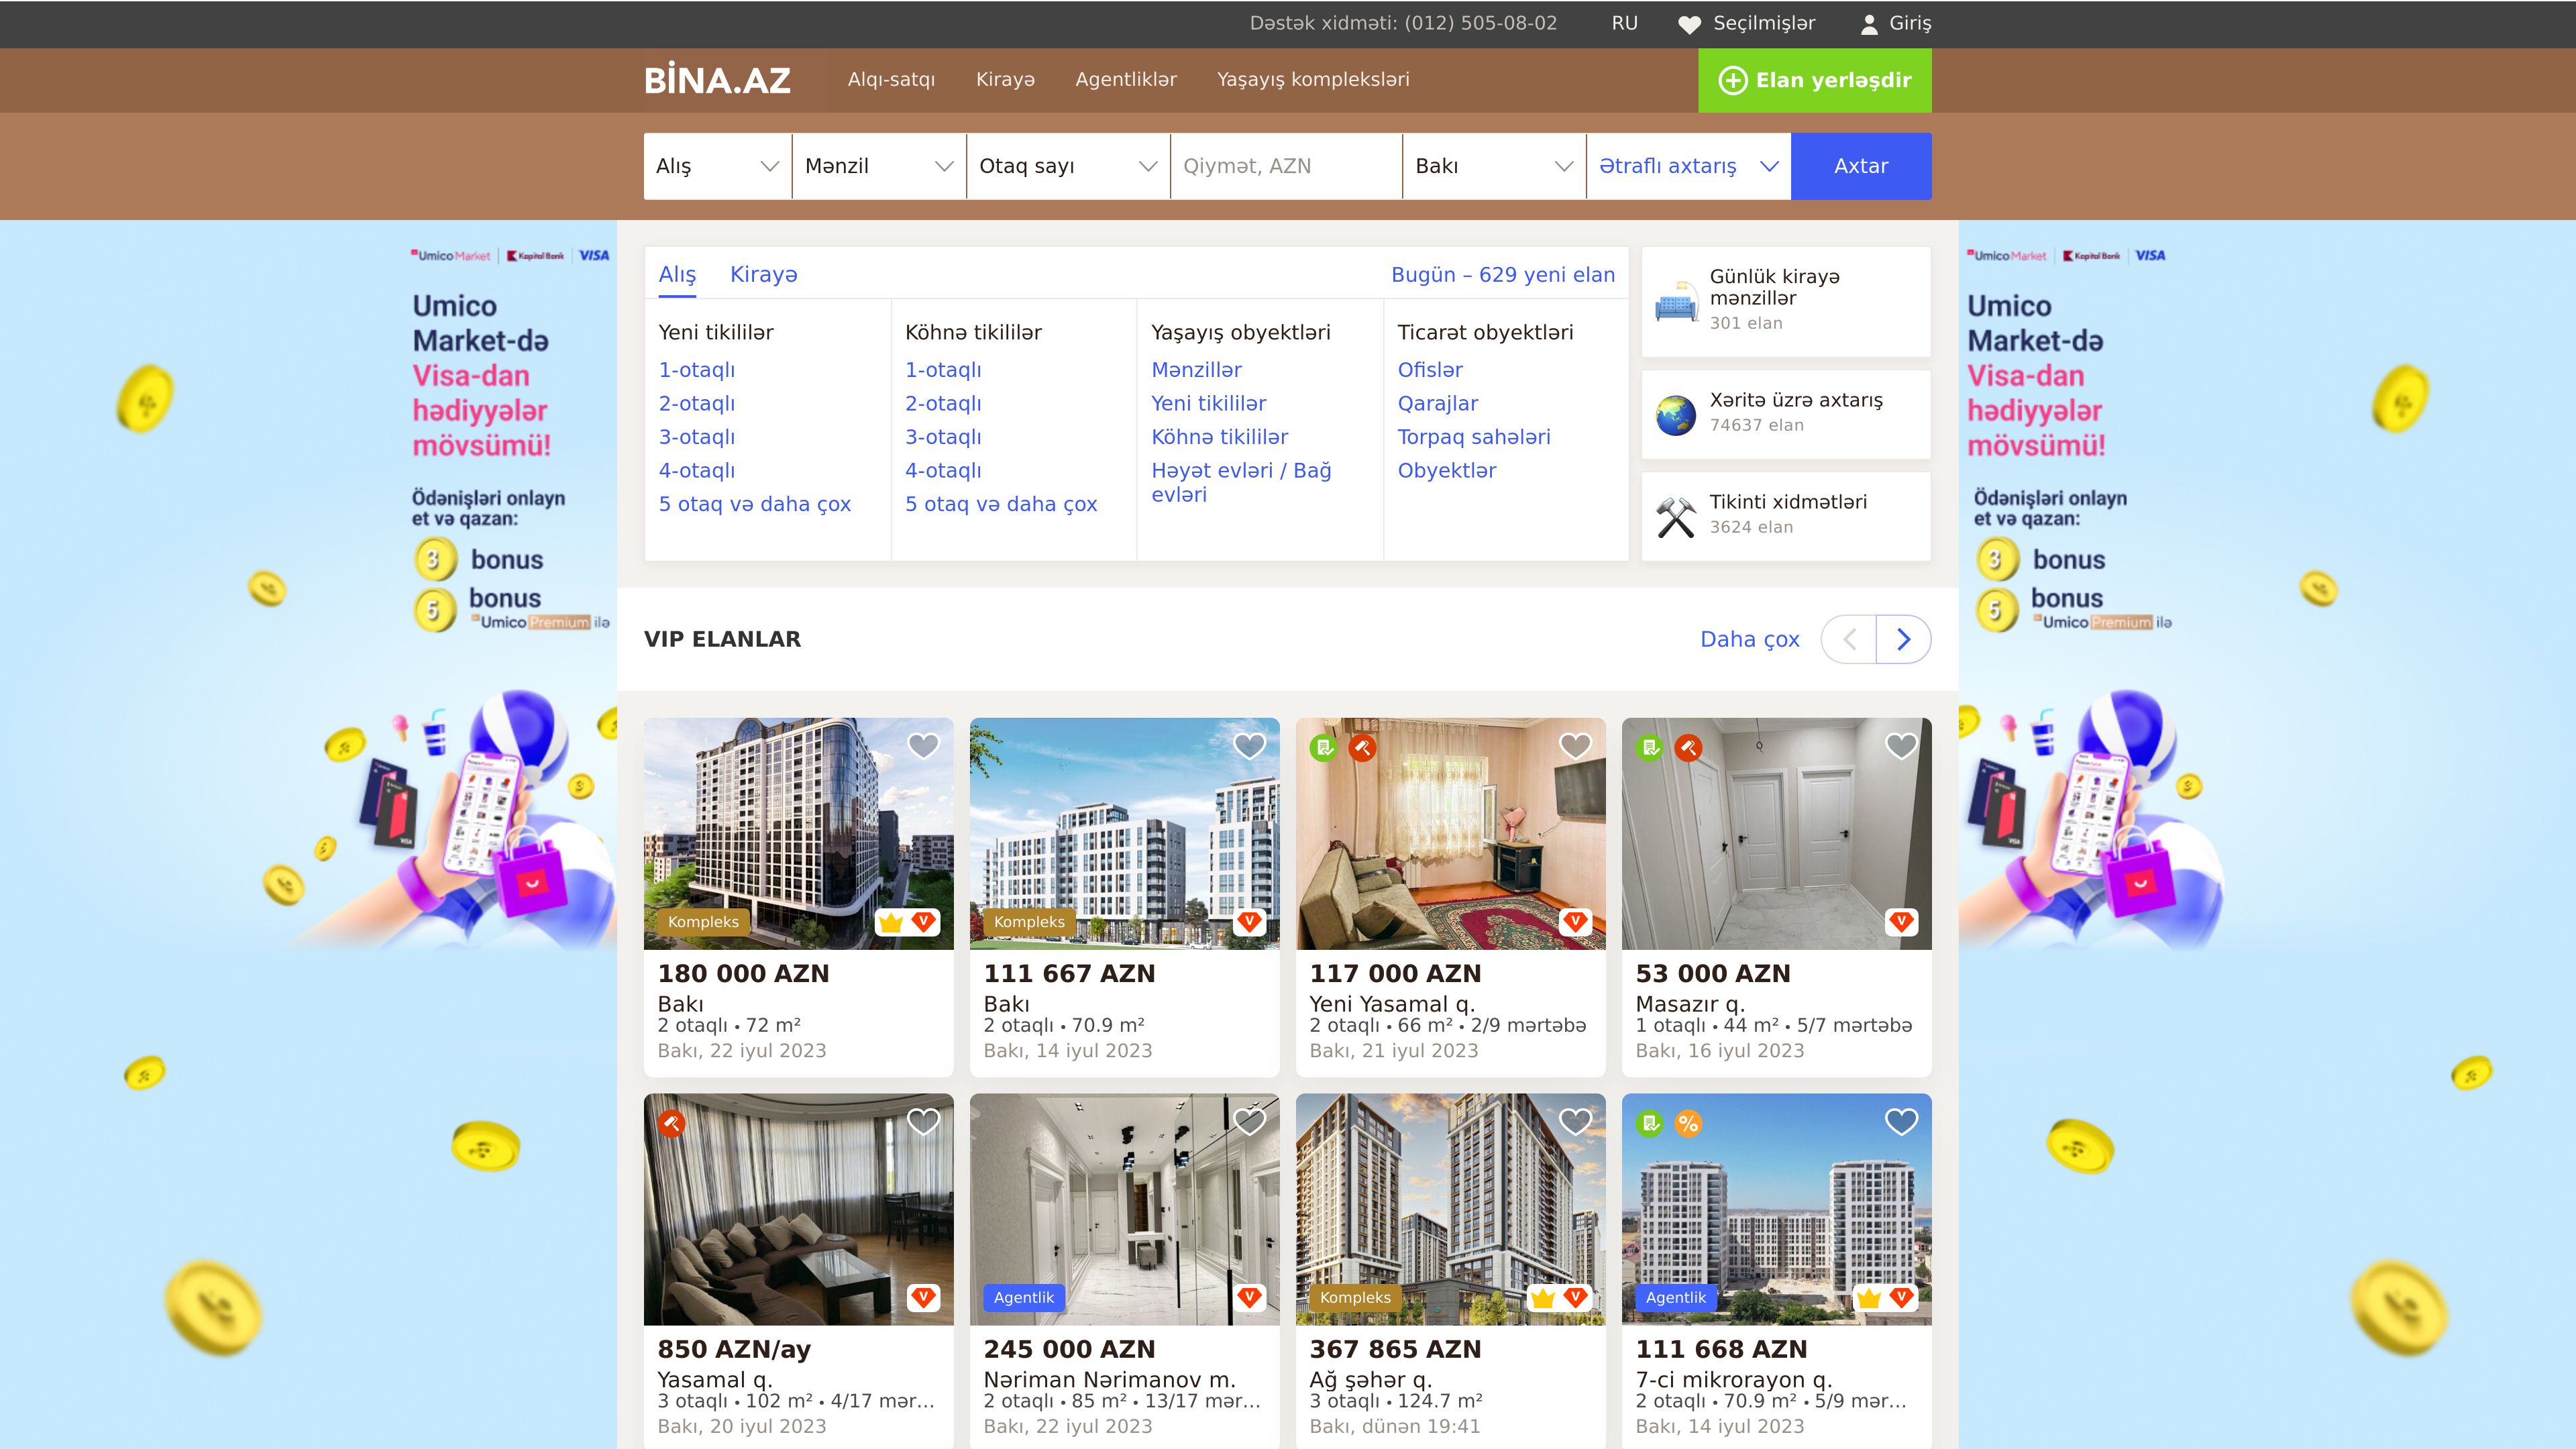 Dəstək xidməti: (012) 505-08-02
RU
Seçilmişlər
Giriş
BİNA.AZ
Alqı-satqı
Kirayə
Agentliklər
Yaşayış kompleksləri
Elan yerləşdir
Alış
Mənzil
Otaq sayı
Qiymət, AZN
Bakı
Ətraflı axtarış
Axtar
Umico Market
Kapital Bank
VISA
Umico
Market-də
Visa-dan
hədiyyələr
mövsümü!
Ödənişləri onlayn
et və qazan:
3 bonus
5 bonus
Umico Premium ilə
Alış
Kirayə
Bugün – 629 yeni elan
Yeni tikililər
1-otaqlı
2-otaqlı
3-otaqlı
4-otaqlı
5 otaq və daha çox
Köhnə tikililər
1-otaqlı
2-otaqlı
3-otaqlı
4-otaqlı
5 otaq və daha çox
Yaşayış obyektləri
Mənzillər
Yeni tikililər
Köhnə tikililər
Həyət evləri / Bağ
evləri
Ticarət obyektləri
Ofislər
Qarajlar
Torpaq sahələri
Obyektlər
Günlük kirayə
mənzillər
301 elan
Xəritə üzrə axtarış
74637 elan
Tikinti xidmətləri
3624 elan
Umico Market
Kapital Bank
VISA
Umico
Market-də
Visa-dan
hədiyyələr
mövsümü!
Ödənişləri onlayn
et və qazan:
3 bonus
5 bonus
Umico Premium ilə
VIP ELANLAR
Daha çox
Kompleks
180 000 AZN
Bakı
2 otaqlı • 72 m²
Bakı, 22 iyul 2023
Kompleks
111 667 AZN
Bakı
2 otaqlı • 70.9 m²
Bakı, 14 iyul 2023
117 000 AZN
Yeni Yasamal q.
2 otaqlı • 66 m² • 2/9 mərtəbə
Bakı, 21 iyul 2023
53 000 AZN
Masazır q.
1 otaqlı • 44 m² • 5/7 mərtəbə
Bakı, 16 iyul 2023
850 AZN/ay
Yasamal q.
3 otaqlı • 102 m² • 4/17 mər...
Bakı, 20 iyul 2023
Agentlik
245 000 AZN
Nəriman Nərimanov m.
2 otaqlı • 85 m² • 13/17 mər...
Bakı, 22 iyul 2023
Kompleks
367 865 AZN
Ağ şəhər q.
3 otaqlı • 124.7 m²
Bakı, dünən 19:41
Agentlik
111 668 AZN
7-ci mikrorayon q.
2 otaqlı • 70.9 m² • 5/9 mər...
Bakı, 14 iyul 2023